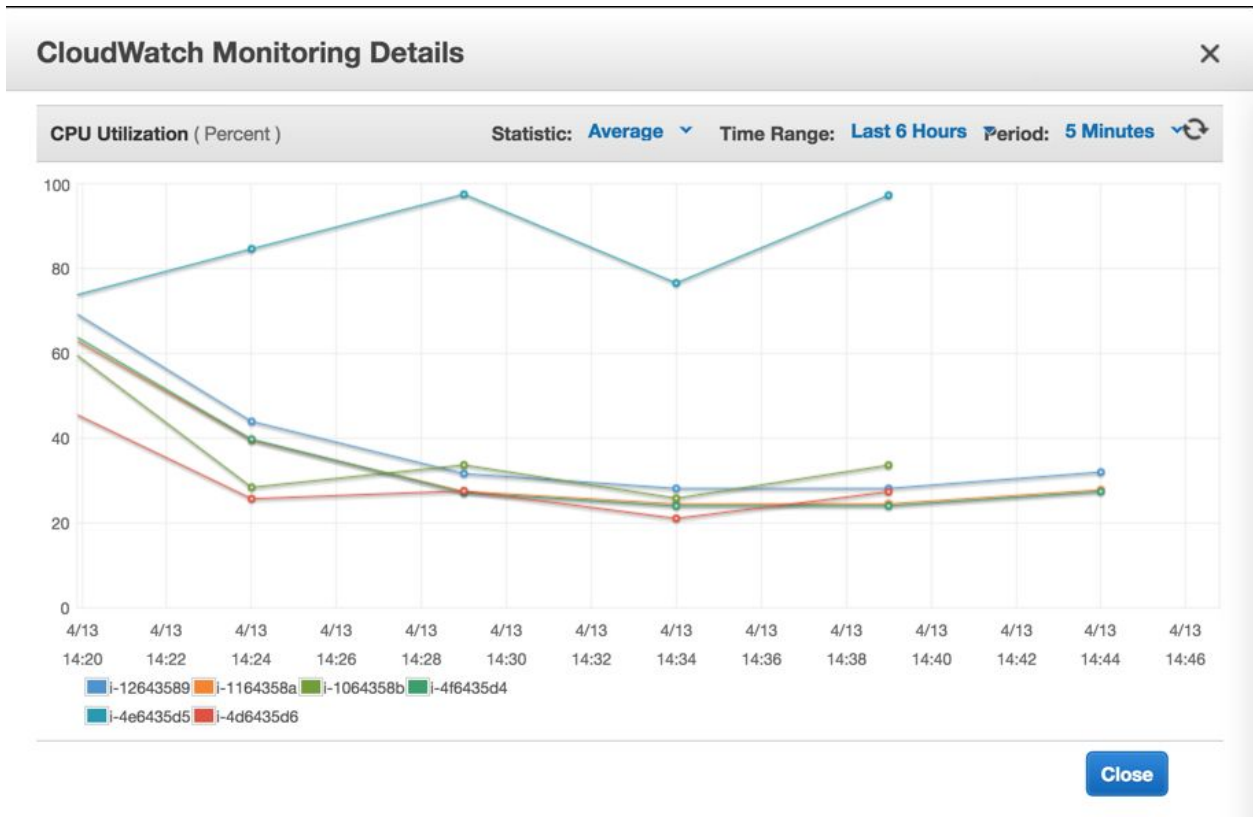 CloudWatch Monitoring Details
CPU Utilization ( Percent ) Statistic: Average Time Range: Last 6 Hours Period: 5 Minutes
100
80
60
40
20
0
4/13 4/13 4/13 4/13 4/13 4/13 4/13 4/13 4/13 4/13 4/13 4/13 4/13 4/13
14:20 14:22 14:24 14:26 14:28 14:30 14:32 14:34 14:36 14:38 14:40 14:42 14:44 14:46
i-12643589 i-1164358a i-1064358b i-4f6435d4
i-4e6435d5 i-4d6435d6
Close